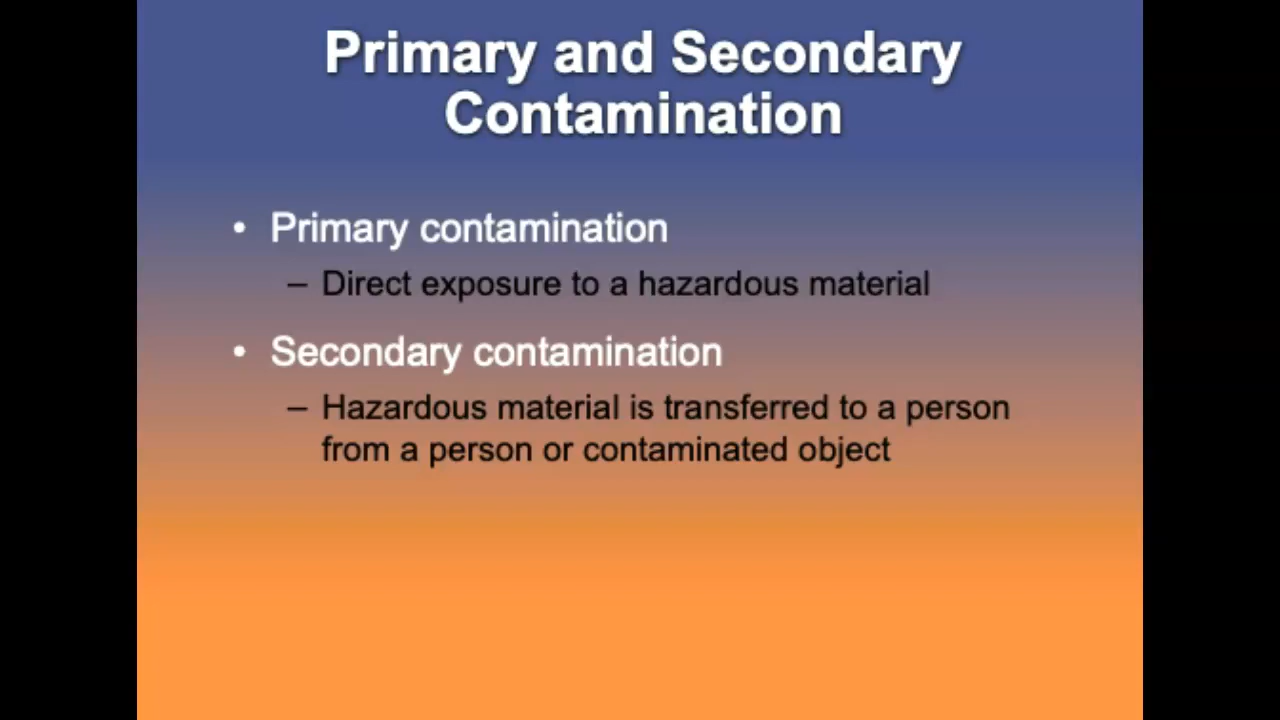 Primary and Secondary
Contamination
• Primary contamination
– Direct exposure to a hazardous material
• Secondary contamination
– Hazardous material is transferred to a person
from a person or contaminated object